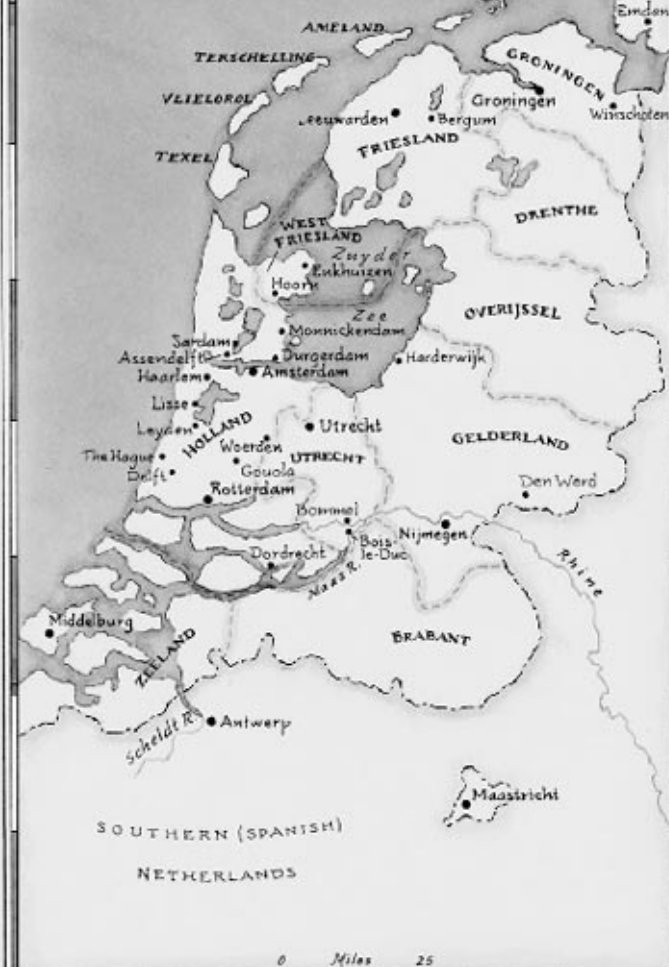 Emden
AMELAND
TERSCHELLING
GRONINGEN
VLIELOROL
Groningen
Winschoten
Leeuwarden
Bergum
FRIESLAND
TEXEL
DRENTHE
WEST
FRIESLAND
Zuyder
Enkhuizen
Hoorn
OVERIJSSEL
Zee
Monnickendam
Sardam
Assendelft
Durgerdam
Harderwijk
Haarlem
Amsterdam
Lisse
Leyden
HOLLAND
Utrecht
Woerden
GELDERLAND
The Hague
UTRECHT
Gouola
Delft
Den Werd
Rotterdam
Bommel
Nijmegen
Bois-
le-Duc
Dordrecht
Maas R.
Rhine
Middelburg
BRABANT
ZEELAND
Scheldt R.
Antwerp
Maastricht
SOUTHERN (SPANISH)
NETHERLANDS
0 Miles 25